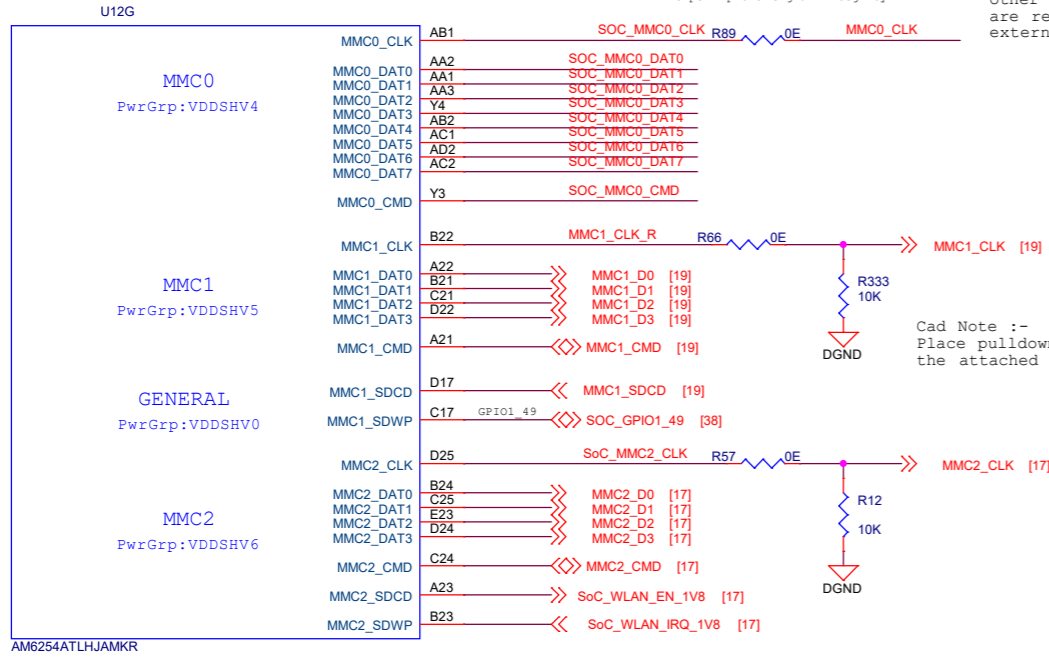 other
are re
extern
U12G
MMC0
PwrGrp:VDDSHV4
MMC0_CLK AB1 SOC_MMC0_CLK R89 0E MMC0_CLK
MMC0_DAT0 AA2 SOC_MMC0_DAT0
MMC0_DAT1 AA1 SOC_MMC0_DAT1
MMC0_DAT2 AA3 SOC_MMC0_DAT2
MMC0_DAT3 Y4 SOC_MMC0_DAT3
MMC0_DAT4 AB2 SOC_MMC0_DAT4
MMC0_DAT5 AC1 SOC_MMC0_DAT5
MMC0_DAT6 AD2 SOC_MMC0_DAT6
MMC0_DAT7 AC2 SOC_MMC0_DAT7
MMC0_CMD Y3 SOC_MMC0_CMD
MMC1
PwrGrp:VDDSHV5
MMC1_CLK B22 MMC1_CLK_R R66 0E MMC1_CLK [19]
MMC1_DAT0 A22 MMC1_D0 [19]
MMC1_DAT1 B21 MMC1_D1 [19]
MMC1_DAT2 C21 MMC1_D2 [19]
MMC1_DAT3 D22 MMC1_D3 [19]
MMC1_CMD A21 MMC1_CMD [19]
R333
10K
DGND
Cad Note :-
Place pulldown
the attached
GENERAL
PwrGrp:VDDSHV0
MMC1_SDCD D17 MMC1_SDCD [19]
MMC1_SDWP C17 GPIO1_49 SOC_GPIO1_49 [38]
MMC2
PwrGrp:VDDSHV6
MMC2_CLK D25 SoC_MMC2_CLK R57 0E MMC2_CLK [17]
MMC2_DAT0 B24 MMC2_D0 [17]
MMC2_DAT1 C25 MMC2_D1 [17]
MMC2_DAT2 E23 MMC2_D2 [17]
MMC2_DAT3 D24 MMC2_D3 [17]
MMC2_CMD C24 MMC2_CMD [17]
MMC2_SDCD A23 SoC_WLAN_EN_1V8 [17]
MMC2_SDWP B23 SoC_WLAN_IRQ_1V8 [17]
R12
10K
DGND
AM6254ATLHJAMKR